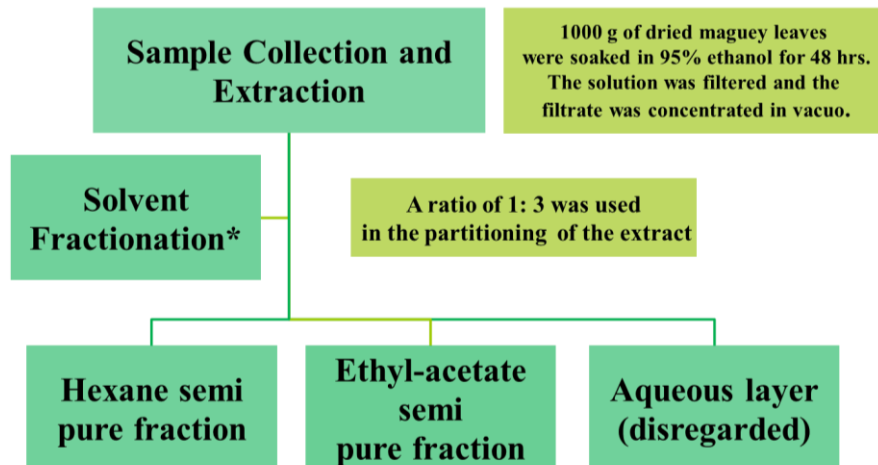 Sample Collection and
Extraction
1000 g of dried maguey leaves
were soaked in 95% ethanol for 48 hrs.
The solution was filtered and the
filtrate was concentrated in vacuo.
Solvent
Fractionation*
A ratio of 1: 3 was used
in the partitioning of the extract
Hexane semi
pure fraction
Ethyl-acetate
semi
pure fraction
Aqueous layer
(disregarded)